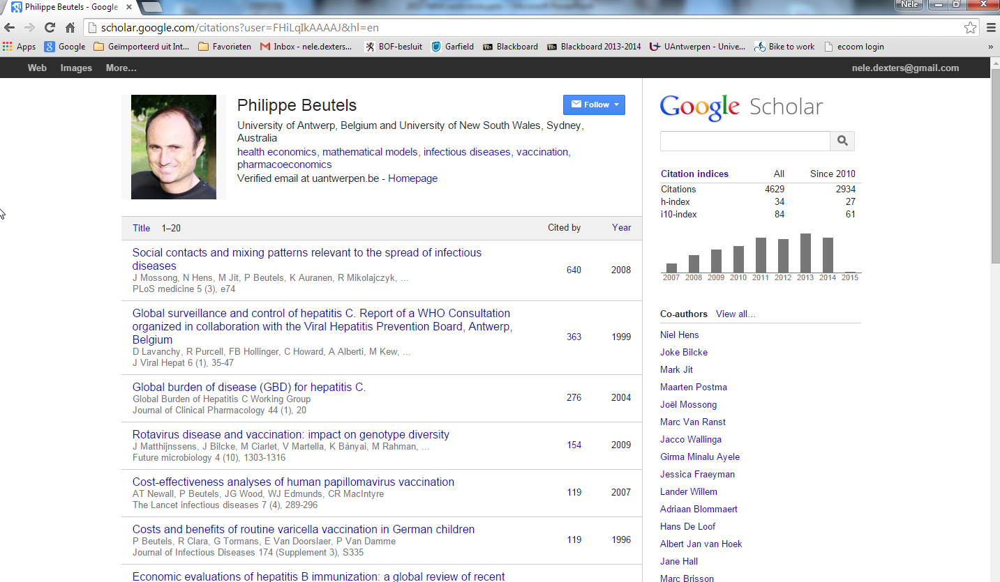 Philippe Beutels - Google
Nele
scholar.google.com/citations?user=FHiLqIkAAAAJ&hl=en
Apps Google Geïmporteerd uit Int... Favorieten Inbox - nele.dexters... BOF-besluit Garfield Blackboard Blackboard 2013-2014 UAntwerpen - Unive... Bike to work ecoom login »
Web Images More... nele.dexters@gmail.com
Philippe Beutels
Follow
University of Antwerp, Belgium and University of New South Wales, Sydney,
Australia
health economics, mathematical models, infectious diseases, vaccination,
pharmacoeconomics
Verified email at uantwerpen.be - Homepage
Title 1–20 Cited by Year
Social contacts and mixing patterns relevant to the spread of infectious
diseases
J Mossong, N Hens, M Jit, P Beutels, K Auranen, R Mikolajczyk, ...
PLoS medicine 5 (3), e74
640 2008
Global surveillance and control of hepatitis C. Report of a WHO Consultation
organized in collaboration with the Viral Hepatitis Prevention Board, Antwerp,
Belgium
D Lavanchy, R Purcell, FB Hollinger, C Howard, A Alberti, M Kew, ...
J Viral Hepat 6 (1), 35-47
363 1999
Global burden of disease (GBD) for hepatitis C.
Global Burden of Hepatitis C Working Group
Journal of Clinical Pharmacology 44 (1), 20
276 2004
Rotavirus disease and vaccination: impact on genotype diversity
J Matthijnssens, J Bilcke, M Ciarlet, V Martella, K Bányai, M Rahman, ...
Future microbiology 4 (10), 1303-1316
154 2009
Cost-effectiveness analyses of human papillomavirus vaccination
AT Newall, P Beutels, JG Wood, WJ Edmunds, CR MacIntyre
The Lancet infectious diseases 7 (4), 289-296
119 2007
Costs and benefits of routine varicella vaccination in German children
P Beutels, R Clara, G Tormans, E Van Doorslaer, P Van Damme
Journal of Infectious Diseases 174 (Supplement 3), S335
119 1996
Economic evaluations of hepatitis B immunization: a global review of recent
Google Scholar
Citation indices All Since 2010
Citations 4629 2934
h-index 34 27
i10-index 84 61
2007 2008 2009 2010 2011 2012 2013 2014 2015
Co-authors View all...
Niel Hens
Joke Bilcke
Mark Jit
Maarten Postma
Joël Mossong
Marc Van Ranst
Jacco Wallinga
Girma Minalu Ayele
Jessica Fraeyman
Lander Willem
Adriaan Blommaert
Hans De Loof
Albert Jan van Hoek
Jane Hall
Marc Brisson